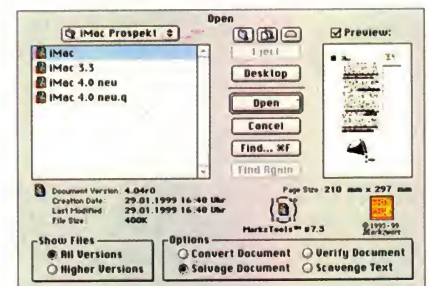 Open
iMac Prospekt
Preview:
iMac
iMac 3.3
iMac 4.0 neu
iMac 4.0 neu.q
Eject
Desktop
Open
Cancel
Find... ⌘F
Find Again
Document Version: 4.04r0
Creation Date: 29.01.1999 16:40 Uhr
Last Modified: 29.01.1999 16:40 Uhr
File Size: 400K
Page Size: 210 mm x 297 mm
MarkzTools™ v7.3
©1993-99
Markzware
Show Files
All Versions
Higher Versions
Options
Convert Document
Verify Document
Salvage Document
Scavenge Text